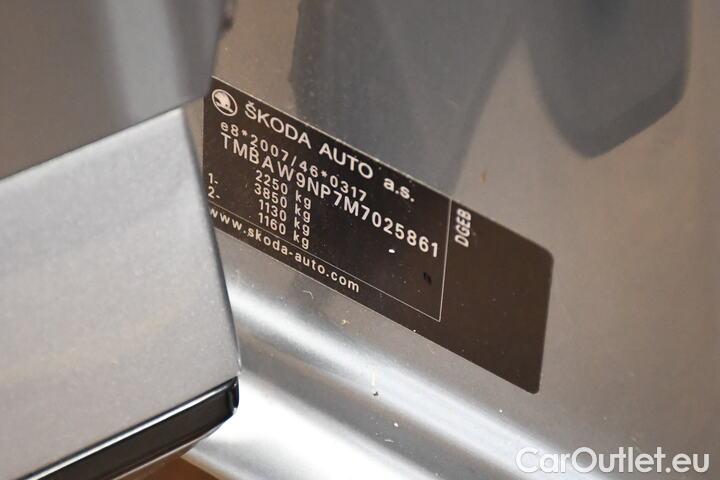 ŠKODA AUTO a.s.
e8*2007/46*0317
TMBAW9NP7M7025861
2250 kg
3850 kg
1- 1130 kg
2- 1160 kg
www.skoda-auto.com
DGEB
CarOutlet.eu